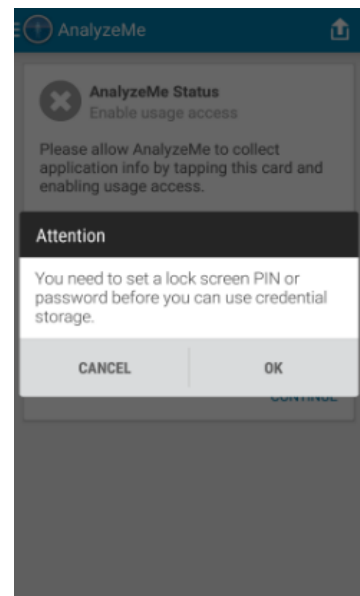 AnalyzeMe
AnalyzeMe Status
Enable usage access
Please allow AnalyzeMe to collect
application info by tapping this card and
enabling usage access.
Attention
You need to set a lock screen PIN or
password before you can use credential
storage.
CANCEL
OK
CONTINUE